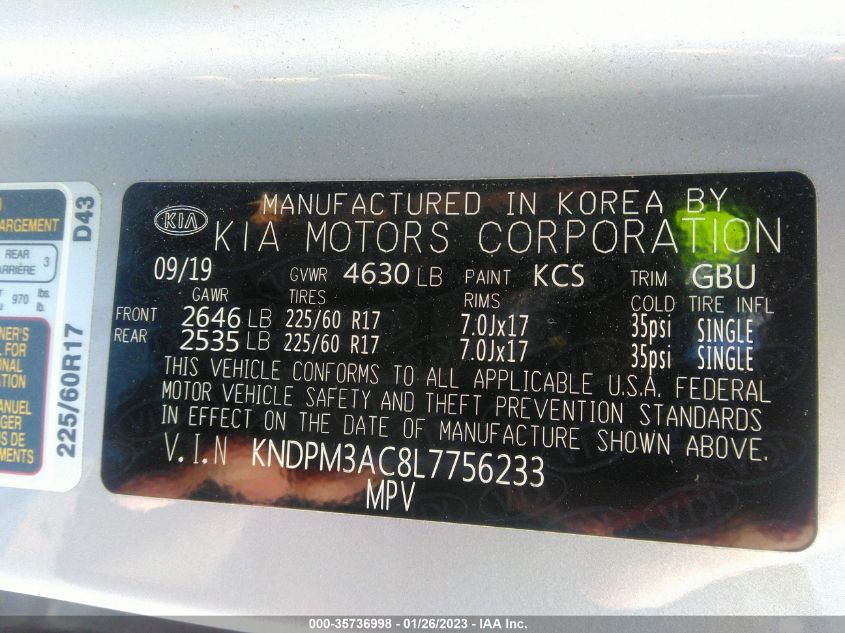 ARGEMENT
REAR
3
970
lbs.
lb.
D43
225/60R17
MANUFACTURED IN KOREA BY
KIA
KIA MOTORS CORPORATION
09/19 GVWR 4630 LB PAINT KCS TRIM GBU
GAWR TIRES RIMS COLD TIRE INFL
FRONT 2646 LB 225/60 R17 7.0Jx17 35psi SINGLE
REAR 2535 LB 225/60 R17 7.0Jx17 35psi SINGLE
THIS VEHICLE CONFORMS TO ALL APPLICABLE U.S.A. FEDERAL
MOTOR VEHICLE SAFETY AND THEFT PREVENTION STANDARDS
IN EFFECT ON THE DATE OF MANUFACTURE SHOWN ABOVE.
V.I.N KNDPM3AC8L7756233
MPV
000-35736998 - 01/26/2023 - IAA Inc.